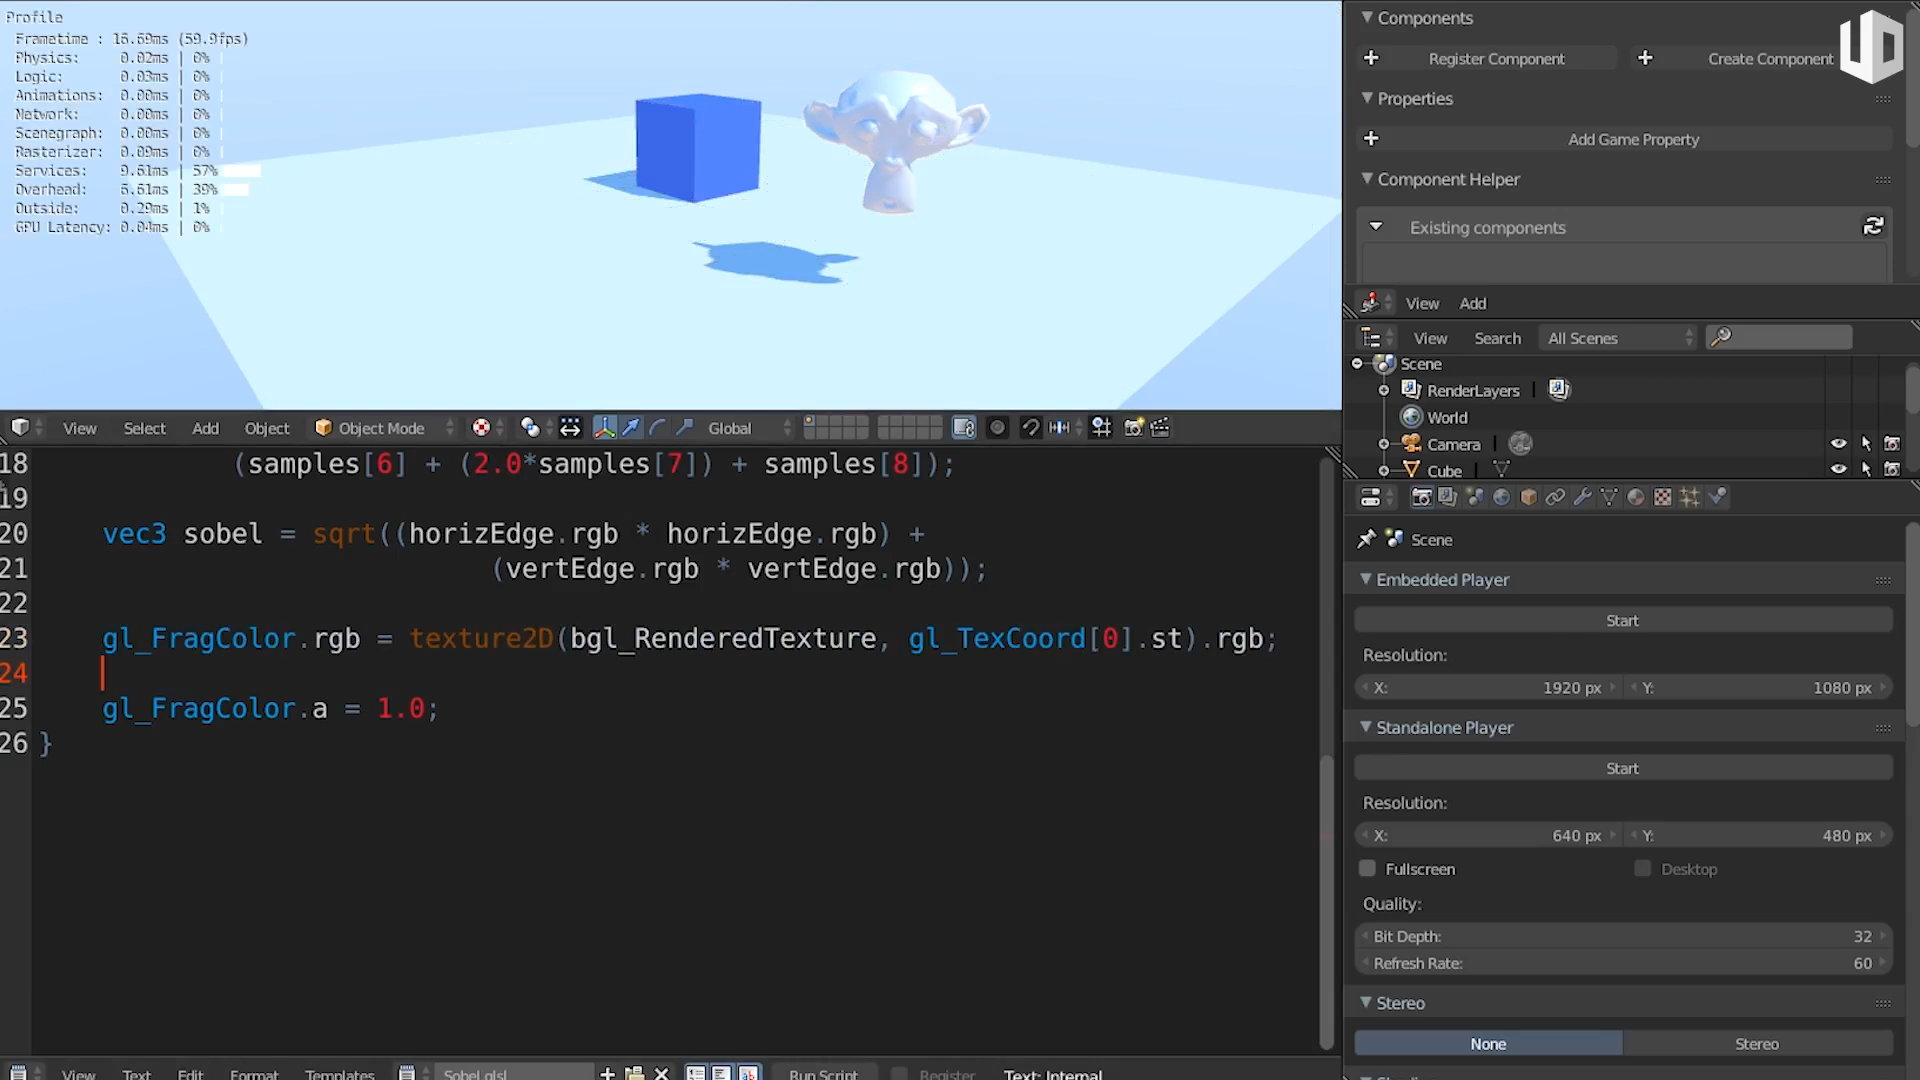 Profile
Frametime : 16.69ms (59.9fps)
Physics: 0.02ms | 0%
Logic: 0.03ms | 0%
Animations: 0.00ms | 0%
Network: 0.00ms | 0%
Scenegraph: 0.00ms | 0%
Rasterizer: 0.09ms | 0%
Services: 9.61ms | 57%
Overhead: 6.61ms | 39%
Outside: 0.29ms | 1%
GPU Latency: 0.04ms | 0%
Components
Register Component Create Component
Properties
Add Game Property
Component Helper
Existing components
View Add
View Search All Scenes
Scene
RenderLayers
World
Camera
Cube
View Select Add Object Object Mode Global
18 (samples[6] + (2.0*samples[7]) + samples[8]);
19
20 vec3 sobel = sqrt((horizEdge.rgb * horizEdge.rgb) +
21 (vertEdge.rgb * vertEdge.rgb));
22
23 gl_FragColor.rgb = texture2D(bgl_RenderedTexture, gl_TexCoord[0].st).rgb;
24
25 gl_FragColor.a = 1.0;
26 }
Scene
Embedded Player
Start
Resolution:
X: 1920 px Y: 1080 px
Standalone Player
Start
Resolution:
X: 640 px Y: 480 px
Fullscreen Desktop
Quality:
Bit Depth: 32
Refresh Rate: 60
Stereo
None Stereo
View Text Edit Format Templates Sobel.glsl Run Script Register Text: Internal